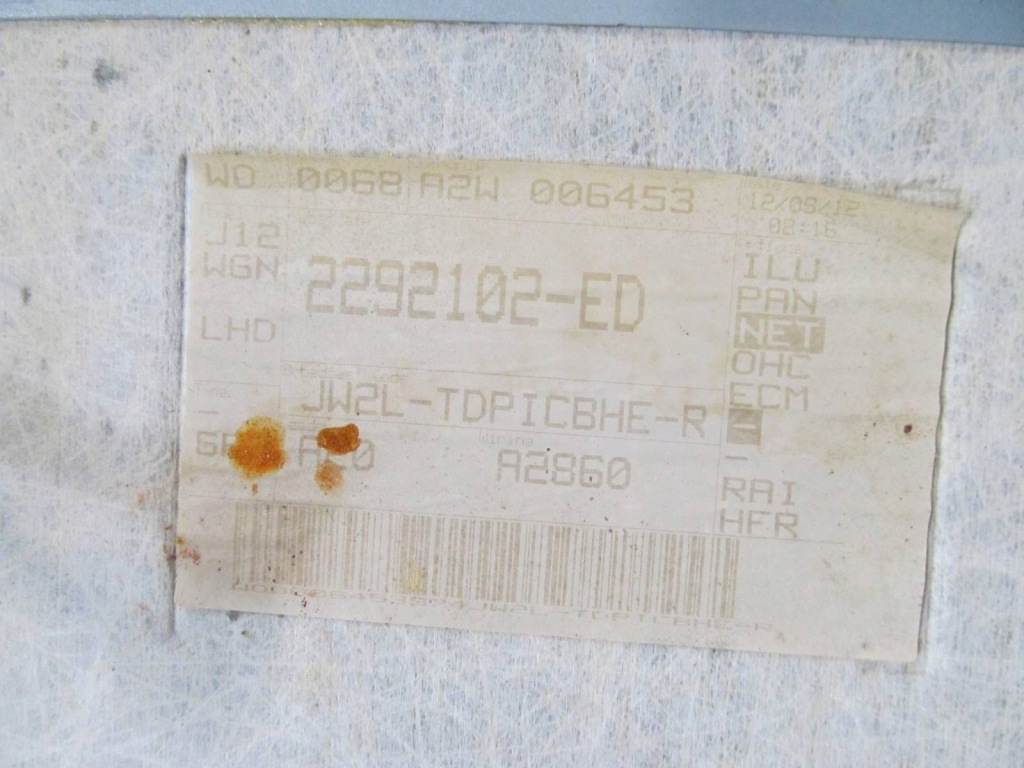 WO 0068 A2W 006453 12/09/12
08:16
J12
WGN 2292102-ED
LHD
ILU
PAN
NET
OHC
ECM
-
-
RAI
HFR
JW2L-TDPICBHE-R
-
Wiring
A2860